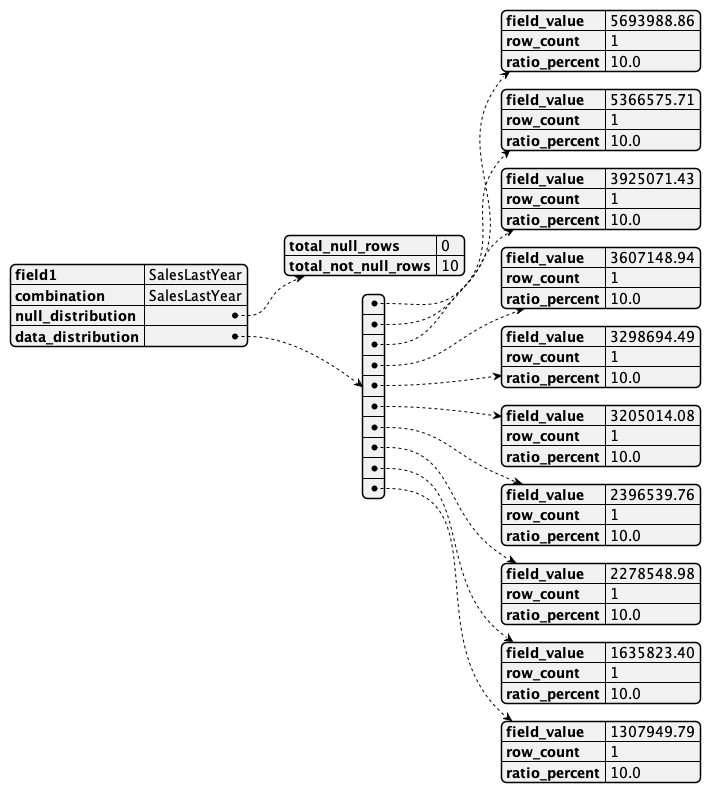 field1 SalesLastYear
combination SalesLastYear
null_distribution
data_distribution
total_null_rows 0
total_not_null_rows 10
field_value 5693988.86
row_count 1
ratio_percent 10.0
field_value 5366575.71
row_count 1
ratio_percent 10.0
field_value 3925071.43
row_count 1
ratio_percent 10.0
field_value 3607148.94
row_count 1
ratio_percent 10.0
field_value 3298694.49
row_count 1
ratio_percent 10.0
field_value 3205014.08
row_count 1
ratio_percent 10.0
field_value 2396539.76
row_count 1
ratio_percent 10.0
field_value 2278548.98
row_count 1
ratio_percent 10.0
field_value 1635823.40
row_count 1
ratio_percent 10.0
field_value 1307949.79
row_count 1
ratio_percent 10.0